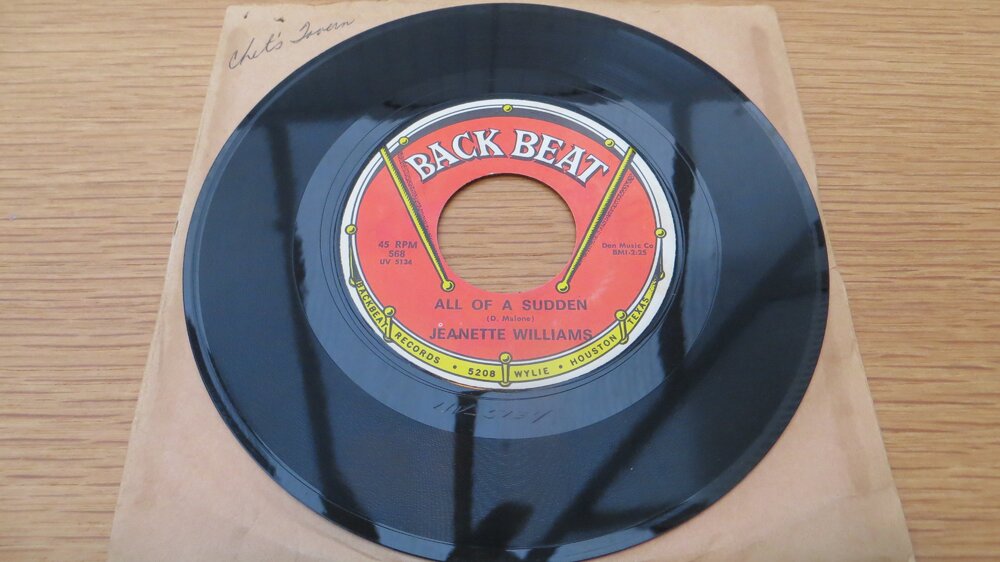 Chet's Tavern
BACK BEAT
45 RPM
568
UV 5134
Don Music Co
BMI-2:25
ALL OF A SUDDEN
(D. Malone)
JEANETTE WILLIAMS
BACKBEAT RECORDS • 5208 WYLIE • HOUSTON TEXAS